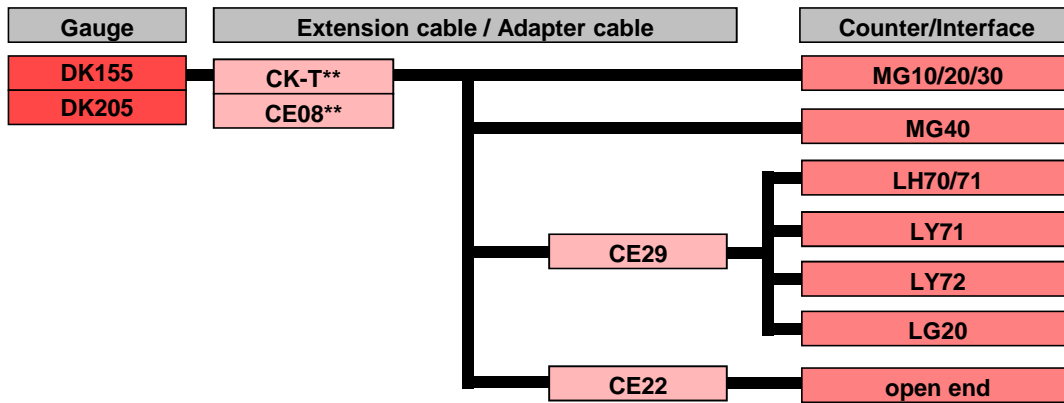 Gauge
Extension cable / Adapter cable
Counter/Interface
DK155
CK-T**
MG10/20/30
DK205
CE08**
MG40
LH70/71
LY71
CE29
LY72
LG20
CE22
open end